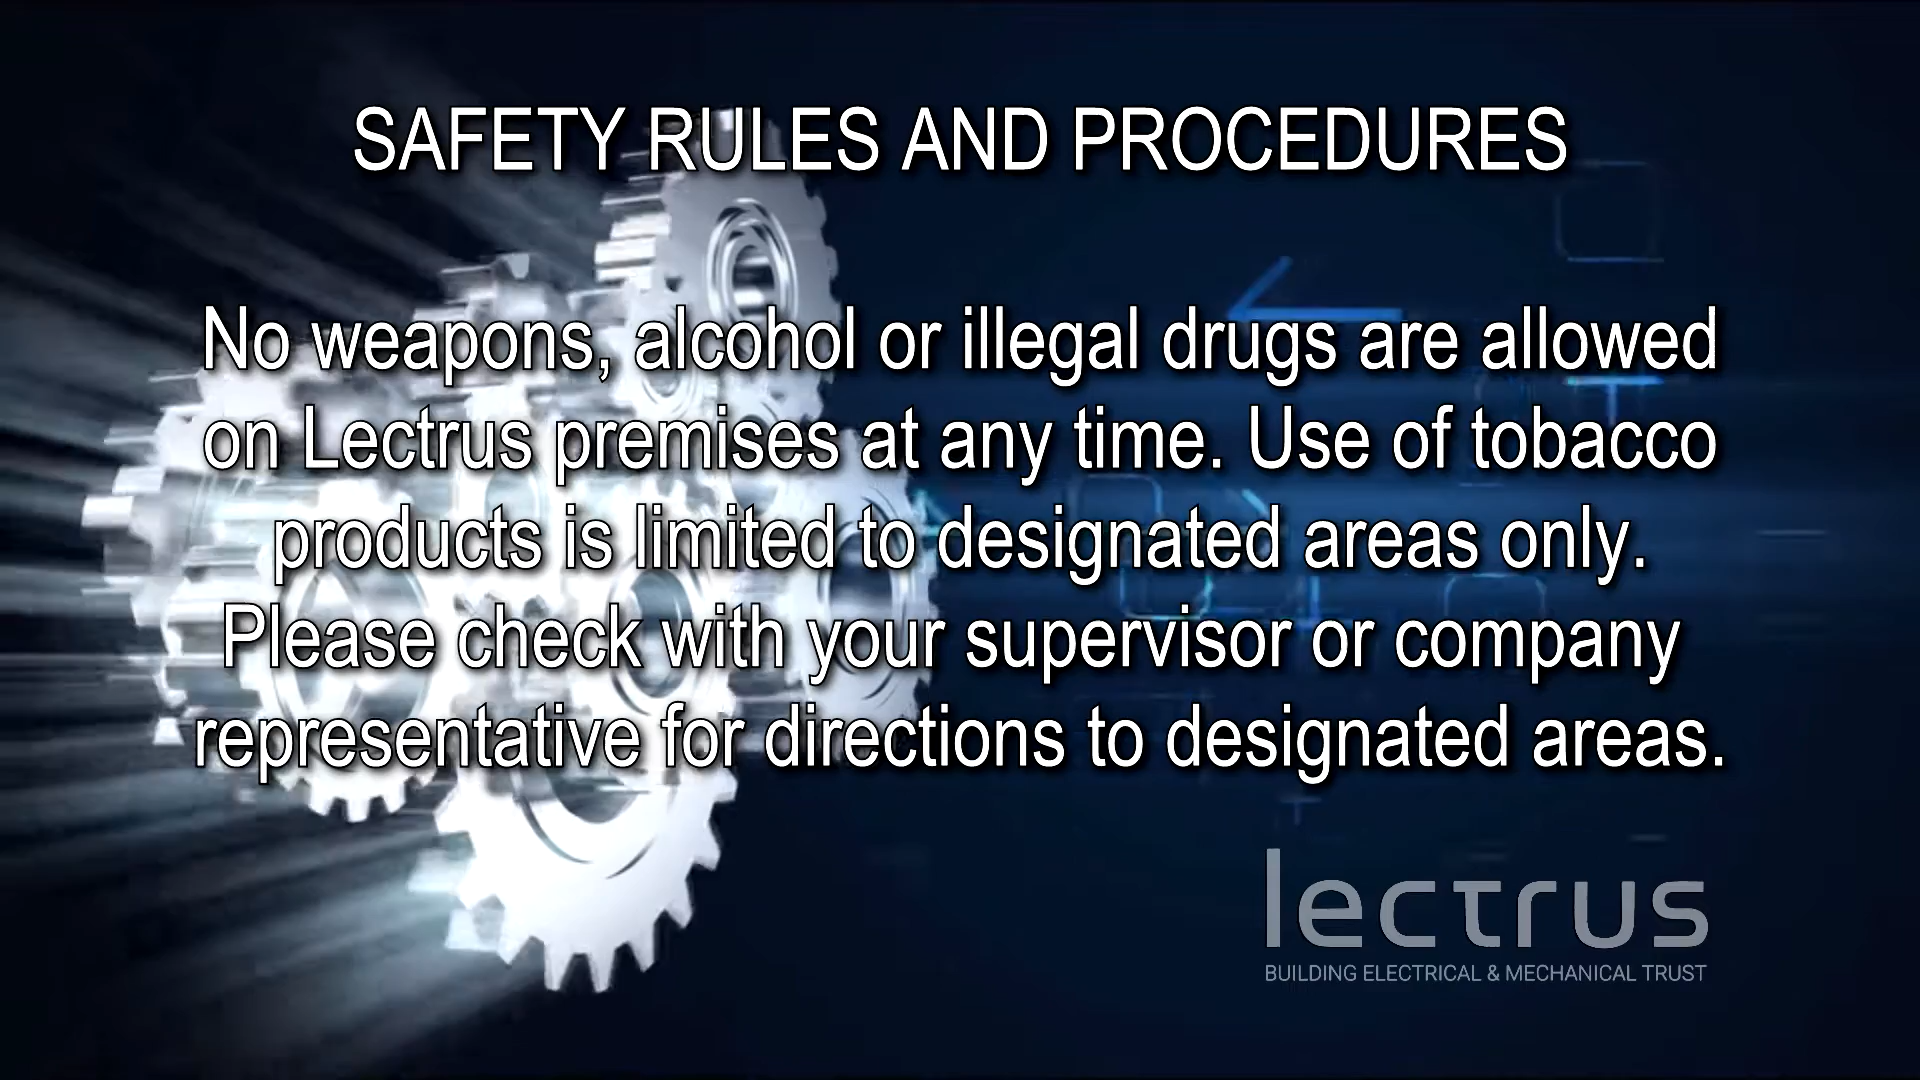 SAFETY RULES AND PROCEDURES
No weapons, alcohol or illegal drugs are allowed
on Lectrus premises at any time. Use of tobacco
products is limited to designated areas only.
Please check with your supervisor or company
representative for directions to designated areas.
lectrus
BUILDING ELECTRICAL & MECHANICAL TRUST